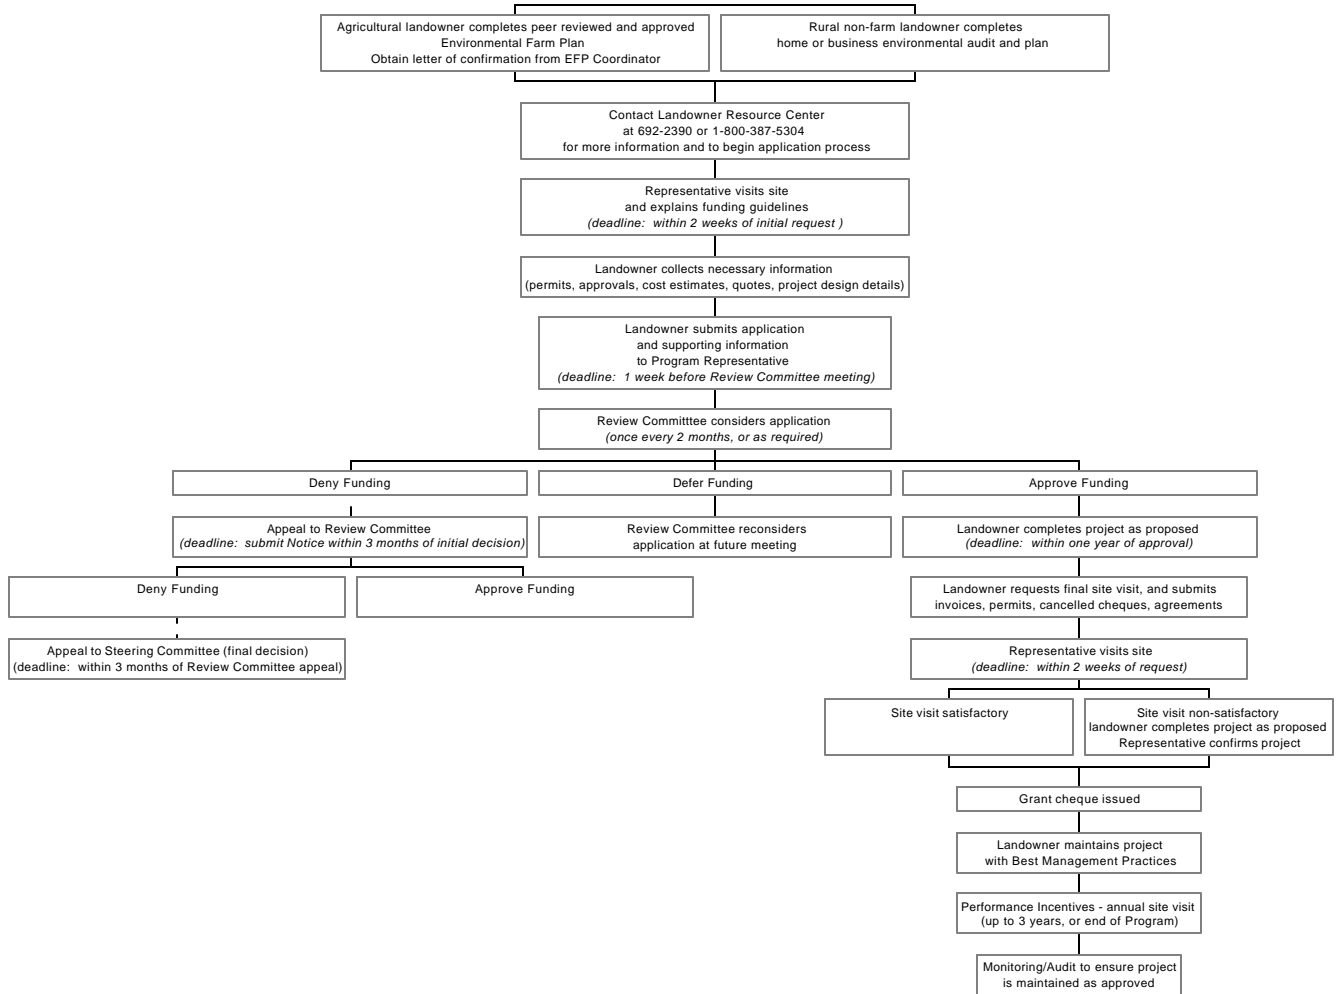 Agricultural landowner completes peer reviewed and approved
Environmental Farm Plan
Obtain letter of confirmation from EFP Coordinator
Rural non-farm landowner completes
home or business environmental audit and plan
Contact Landowner Resource Center
at 692-2390 or 1-800-387-5304
for more information and to begin application process
Representative visits site
and explains funding guidelines
(deadline: within 2 weeks of initial request )
Landowner collects necessary information
(permits, approvals, cost estimates, quotes, project design details)
Landowner submits application
and supporting information
to Program Representative
(deadline: 1 week before Review Committee meeting)
Review Committtee considers application
(once every 2 months, or as required)
Deny Funding
Defer Funding
Approve Funding
Appeal to Review Committee
(deadline: submit Notice within 3 months of initial decision)
Review Committee reconsiders
application at future meeting
Landowner completes project as proposed
(deadline: within one year of approval)
Deny Funding
Approve Funding
Landowner requests final site visit, and submits
invoices, permits, cancelled cheques, agreements
Appeal to Steering Committee (final decision)
(deadline: within 3 months of Review Committee appeal)
Representative visits site
(deadline: within 2 weeks of request)
Site visit satisfactory
Site visit non-satisfactory
landowner completes project as proposed
Representative confirms project
Grant cheque issued
Landowner maintains project
with Best Management Practices
Performance Incentives - annual site visit
(up to 3 years, or end of Program)
Monitoring/Audit to ensure project
is maintained as approved